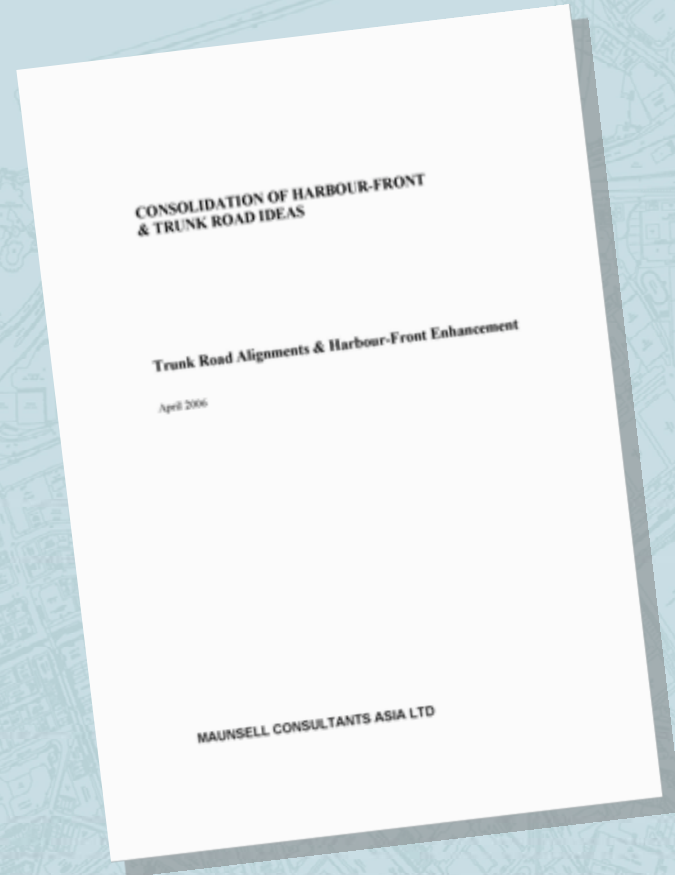 CONSOLIDATION OF HARBOUR-FRONT
& TRUNK ROAD IDEAS
Trunk Road Alignments & Harbour-Front Enhancement
April 2006
MAUNSELL CONSULTANTS ASIA LTD